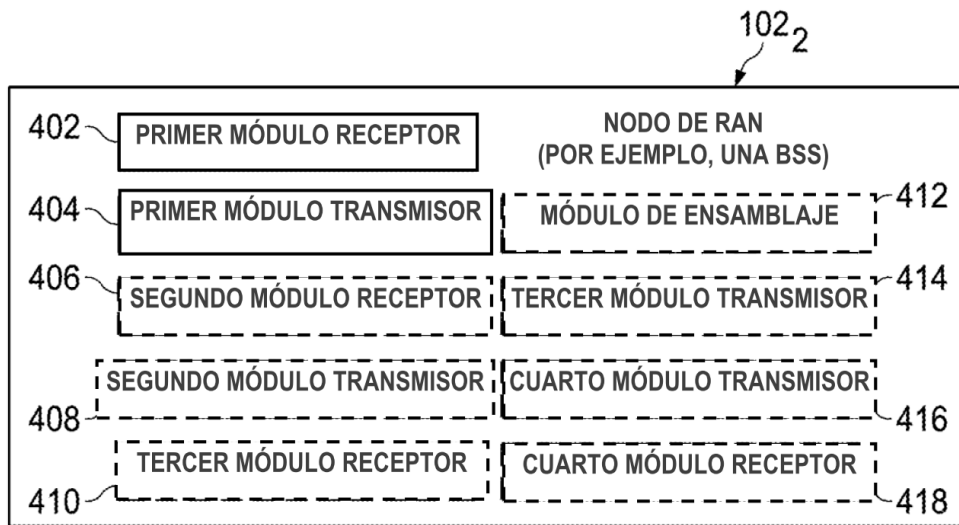 102₂
402
PRIMER MÓDULO RECEPTOR
NODO DE RAN
(POR EJEMPLO, UNA BSS)
404
PRIMER MÓDULO TRANSMISOR
MÓDULO DE ENSAMBLAJE
412
406
SEGUNDO MÓDULO RECEPTOR
TERCER MÓDULO TRANSMISOR
414
SEGUNDO MÓDULO TRANSMISOR
CUARTO MÓDULO TRANSMISOR
408
416
TERCER MÓDULO RECEPTOR
CUARTO MÓDULO RECEPTOR
410
418